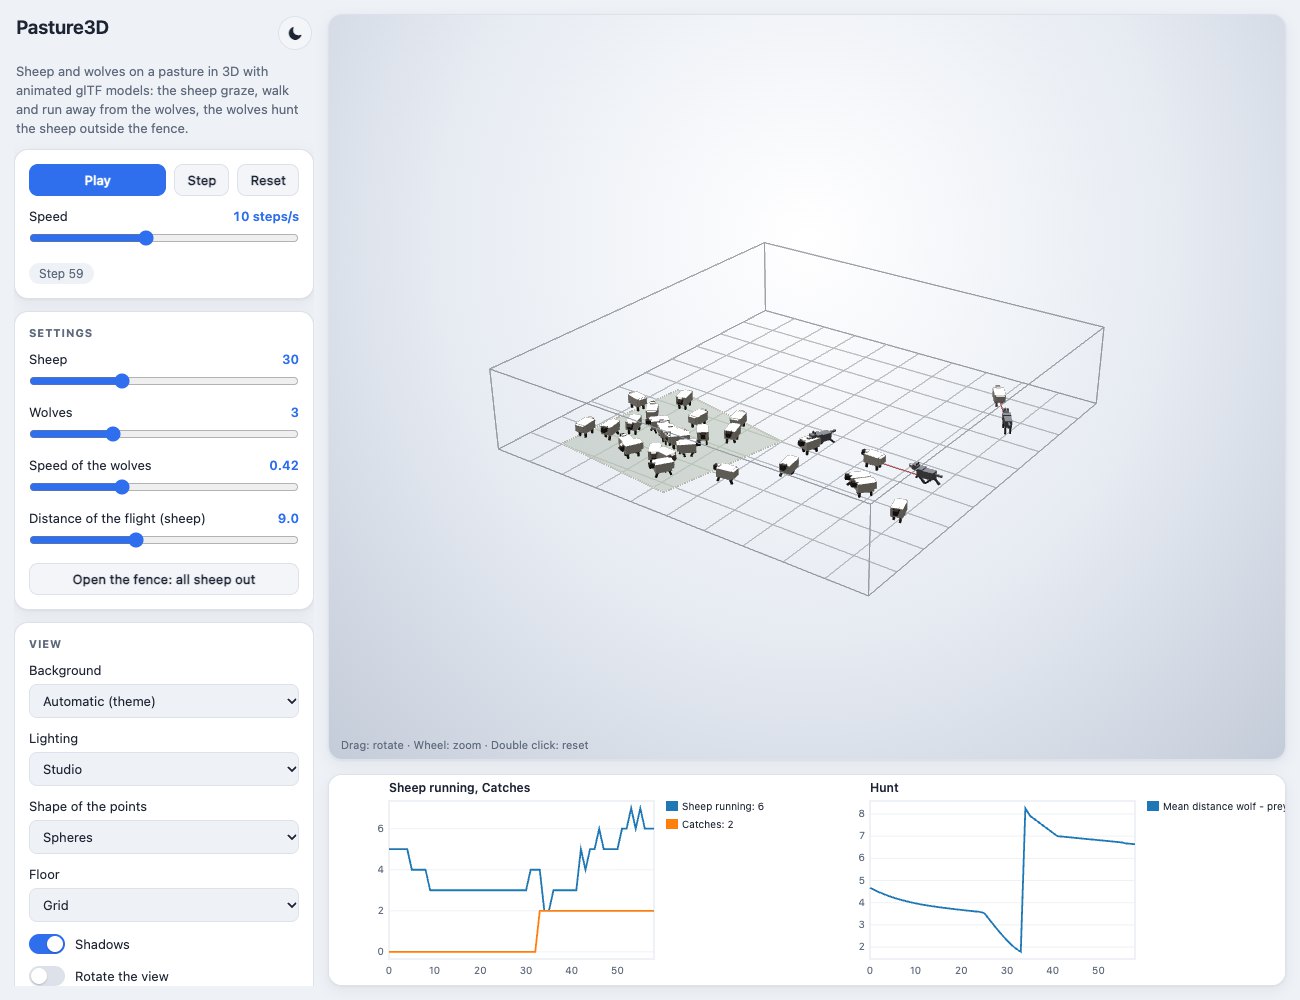 Pasture3D
Sheep and wolves on a pasture in 3D with
animated glTF models: the sheep graze, walk
and run away from the wolves, the wolves hunt
the sheep outside the fence.
Play
Step
Reset
Speed
10 steps/s
Step 59
SETTINGS
Sheep
30
Wolves
3
Speed of the wolves
0.42
Distance of the flight (sheep)
9.0
Open the fence: all sheep out
VIEW
Background
Automatic (theme)
Lighting
Studio
Shape of the points
Spheres
Floor
Grid
Shadows
Rotate the view
Drag: rotate · Wheel: zoom · Double click: reset
Sheep running, Catches
6
4
2
0
0 10 20 30 40 50
Sheep running: 6
Catches: 2
Hunt
8
7
6
5
4
3
2
0 10 20 30 40 50
Mean distance wolf - prey